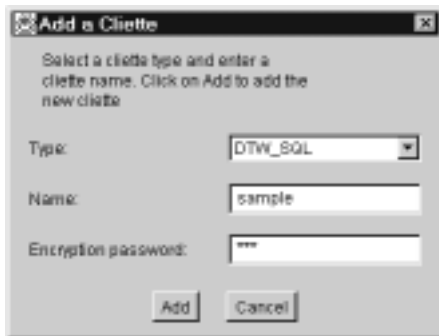 Add a Cliette
Select a cliette type and enter a
cliette name. Click on Add to add the
new cliette
Type: DTW_SQL
Name: sample
Encryption password: ***
Add Cancel